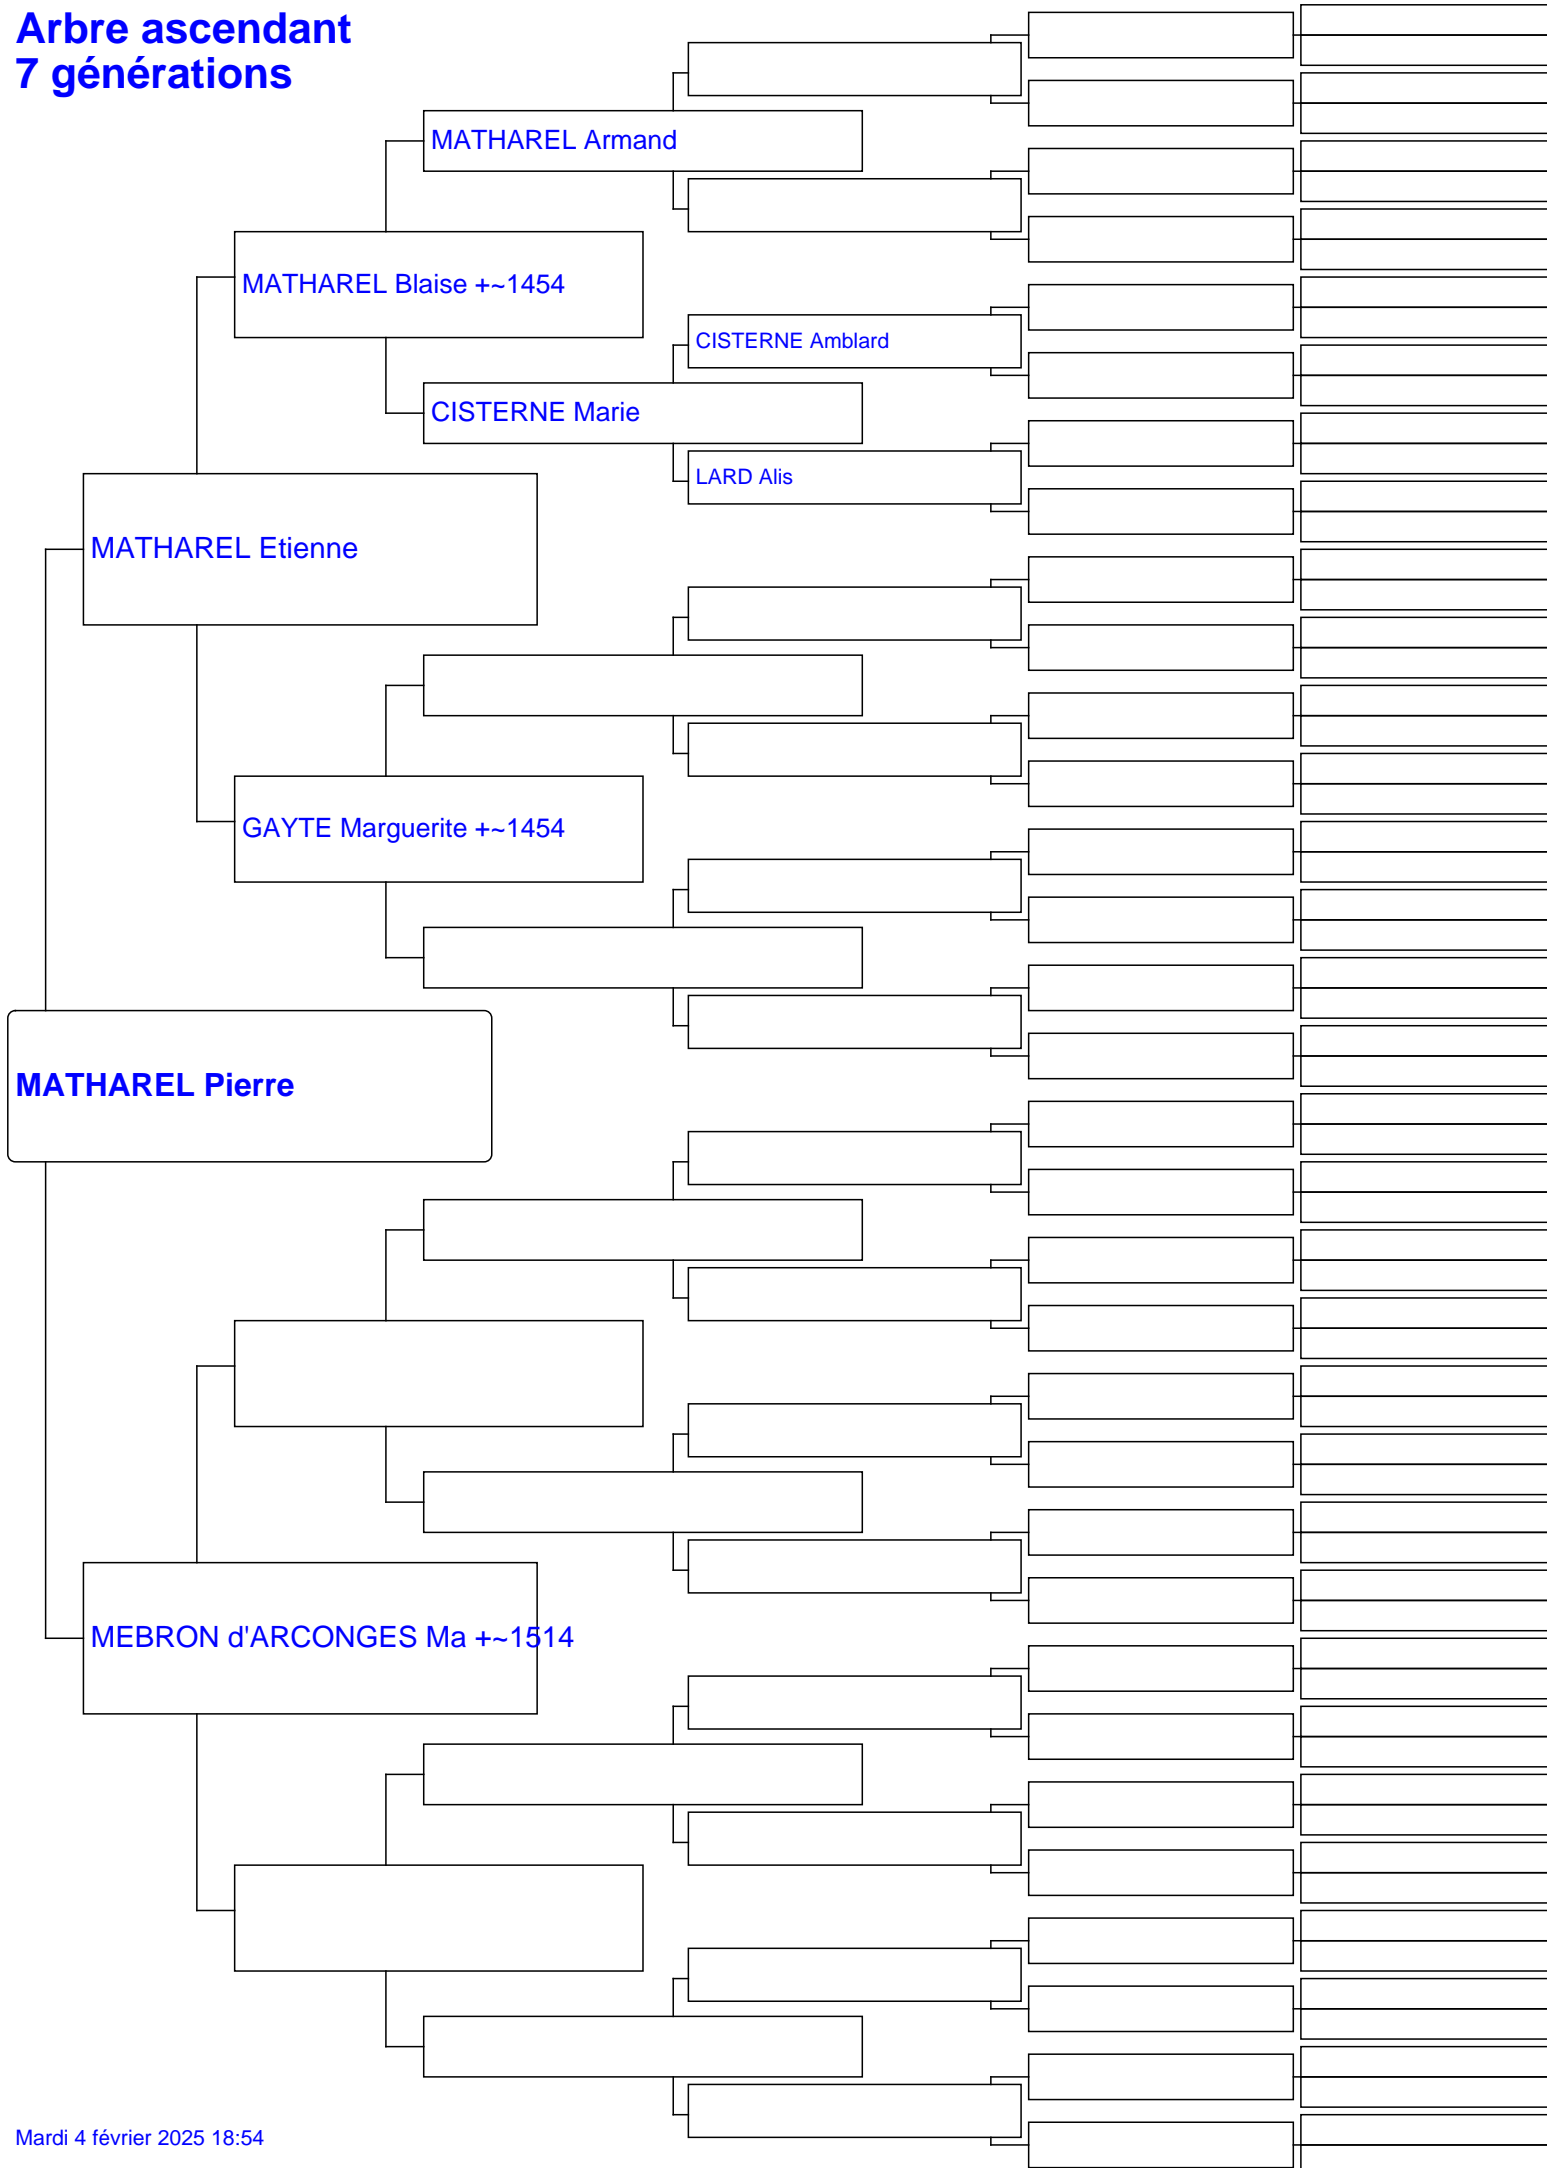 Arbre ascendant
7 générations
MATHAREL Armand
MATHAREL Blaise +~1454
CISTERNE Amblard
CISTERNE Marie
LARD Alis
MATHAREL Etienne
GAYTE Marguerite +~1454
MATHAREL Pierre
MEBRON d'ARCONGES Ma +~1514
Mardi 4 février 2025 18:54